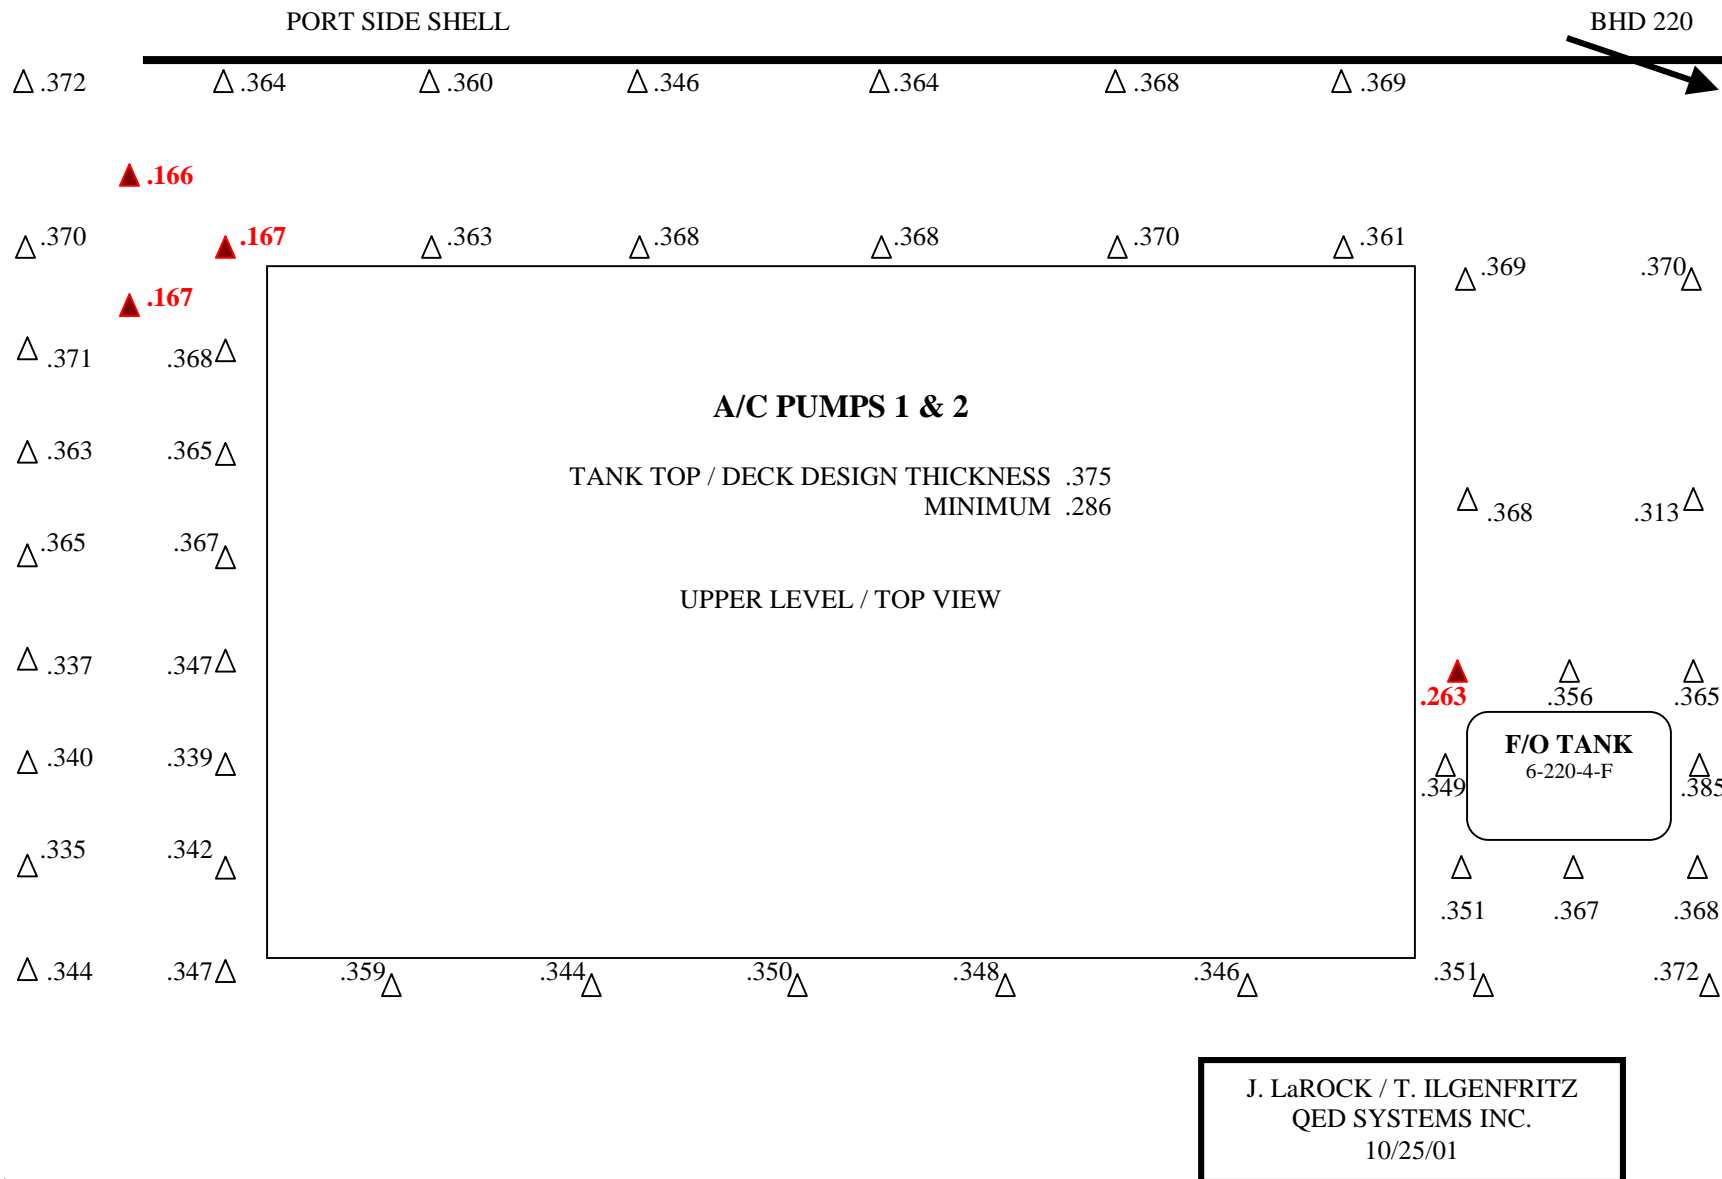 PORT SIDE SHELL BHD 220
.372 .364 .360 .346 .364 .368 .369
.166
.370 .167 .363 .368 .368 .370 .361
.369 .370
.167
.371 .368
A/C PUMPS 1 & 2
.363 .365
TANK TOP / DECK DESIGN THICKNESS .375
MINIMUM .286
.368 .313
.365 .367
UPPER LEVEL / TOP VIEW
.337 .347
.263 .356 .365
F/O TANK
6-220-4-F
.340 .339
.349 .385
.335 .342
.351 .367 .368
.344 .347 .359 .344 .350 .348 .346 .351 .372
J. LaROCK / T. ILGENFRITZ
QED SYSTEMS INC.
10/25/01